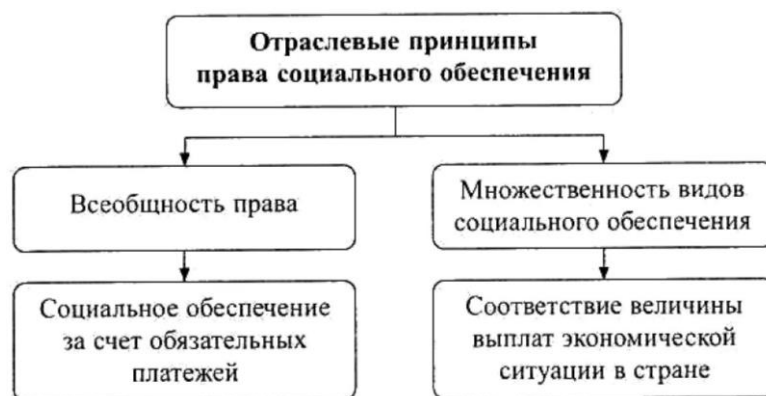 Отраслевые принципы
права социального обеспечения
Всеобщность права
Множественность видов
социального обеспечения
Социальное обеспечение
за счет обязательных
платежей
Соответствие величины
выплат экономической
ситуации в стране